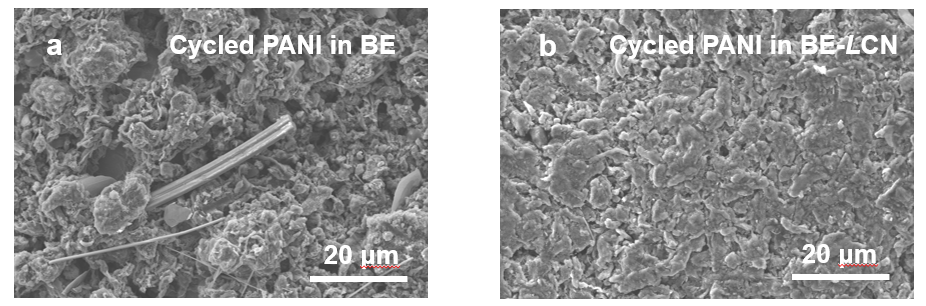 a
Cycled PANI in BE
20 μm
b
Cycled PANI in BE-LCN
20 μm